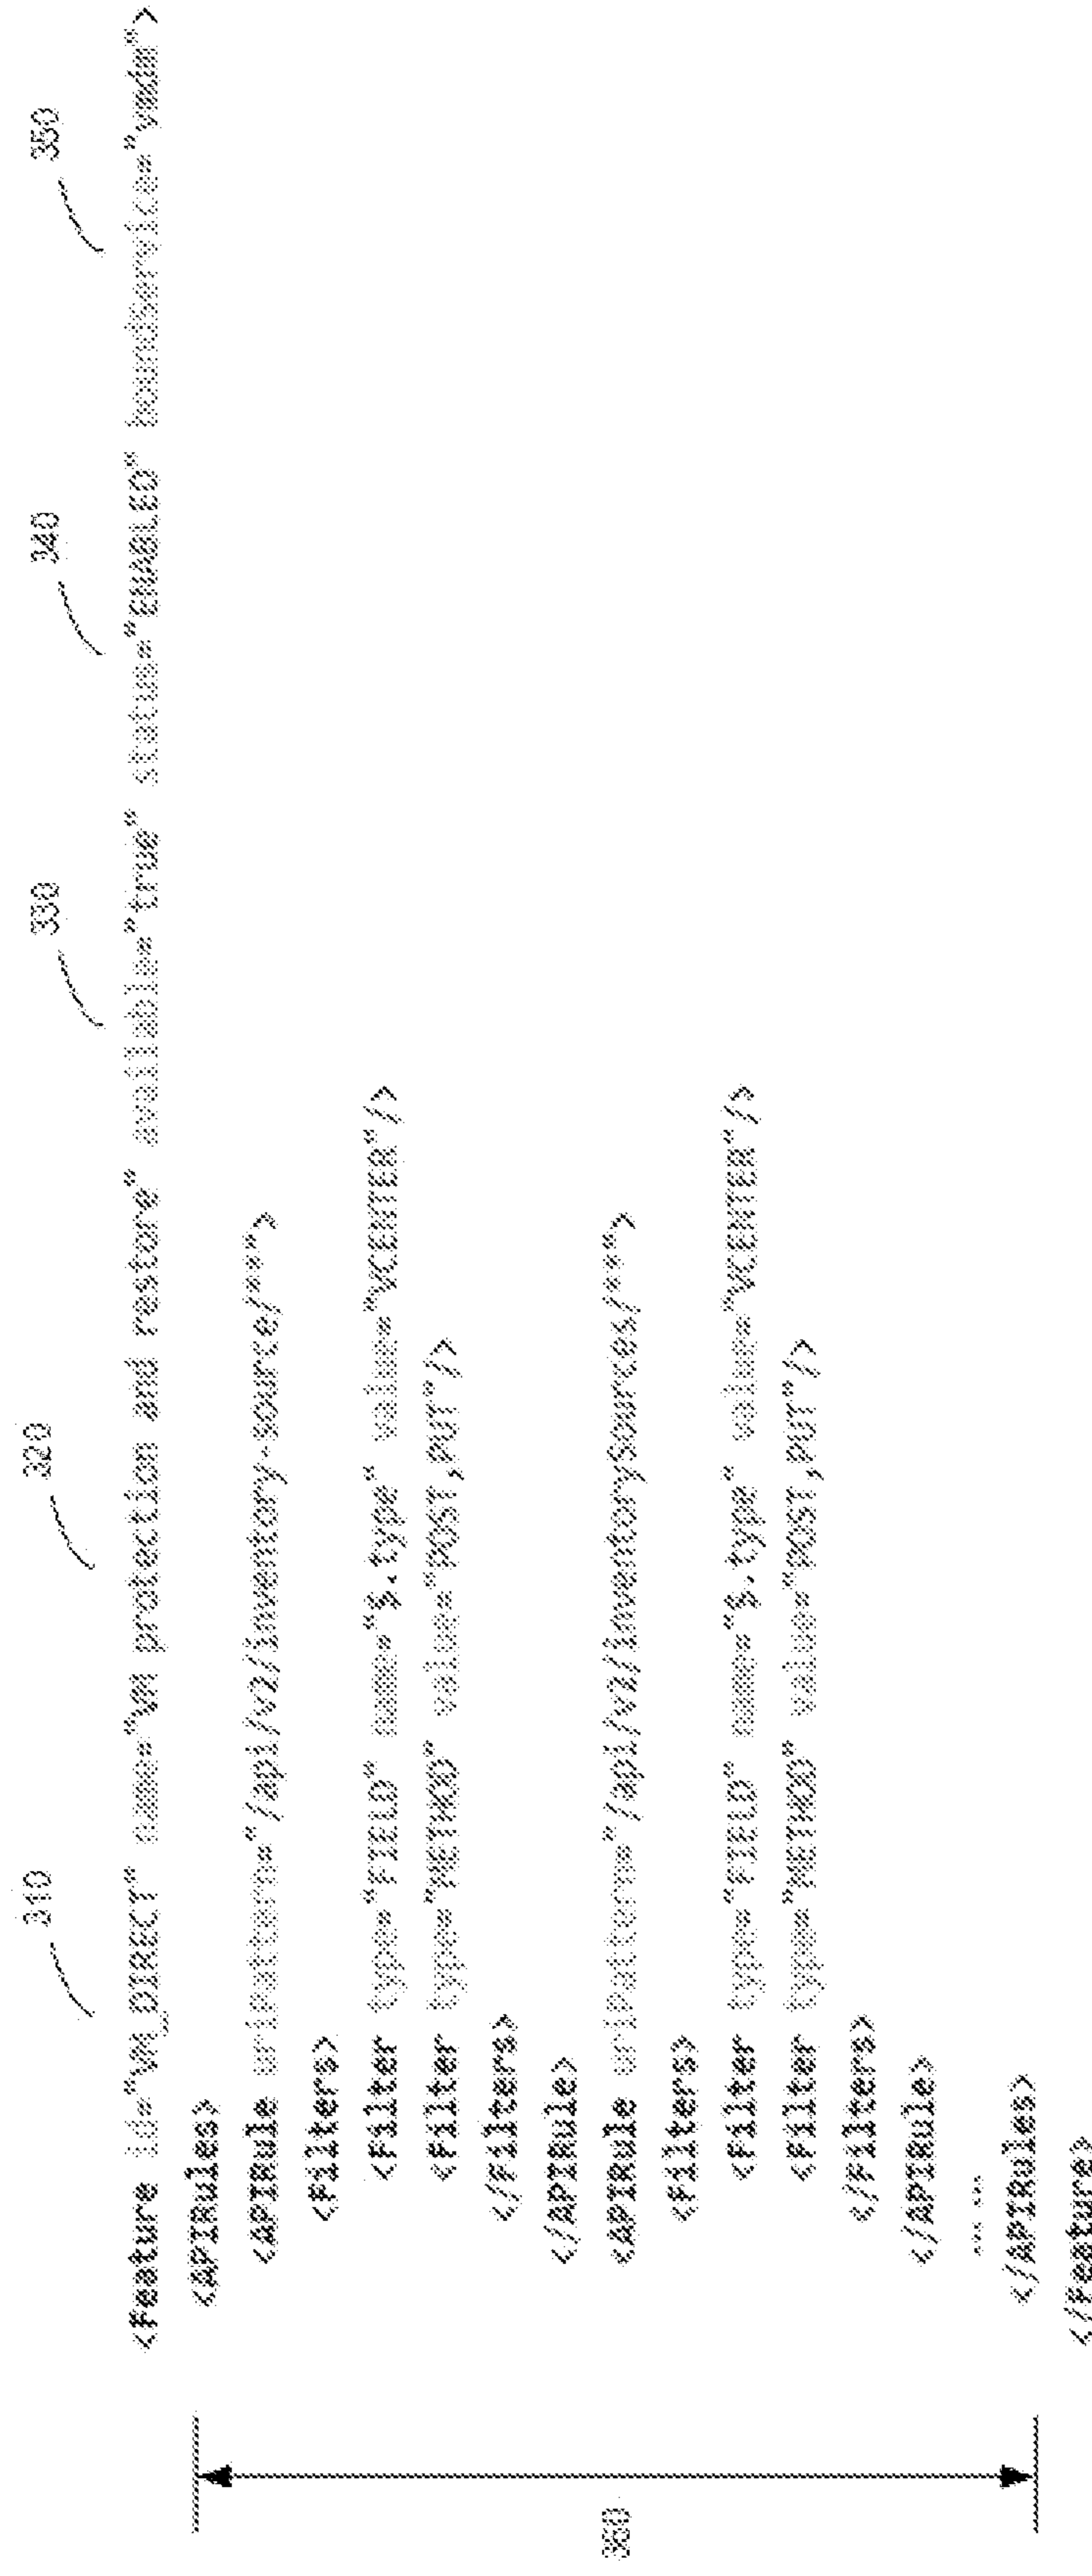 310 320 330 340 350
<Feature id="VM_DIRECT" name="VM protection and restore" available="true" status="ENABLED" boundService="vmdm">
<APIRules>
<APIRule uriPattern="/api/v2/inventory-source/**">
<Filters>
<Filter type="FIELD" name="$.type" value="VCENTER"/>
<Filter type="METHOD" value="POST,PUT"/>
</Filters>
</APIRule>
<APIRule uriPattern="/api/v2/inventorySources/**">
<Filters>
<Filter type="FIELD" name="$.type" value="VCENTER"/>
<Filter type="METHOD" value="POST,PUT"/>
</Filters>
</APIRule>
... ...
</APIRules>
</Feature>
360